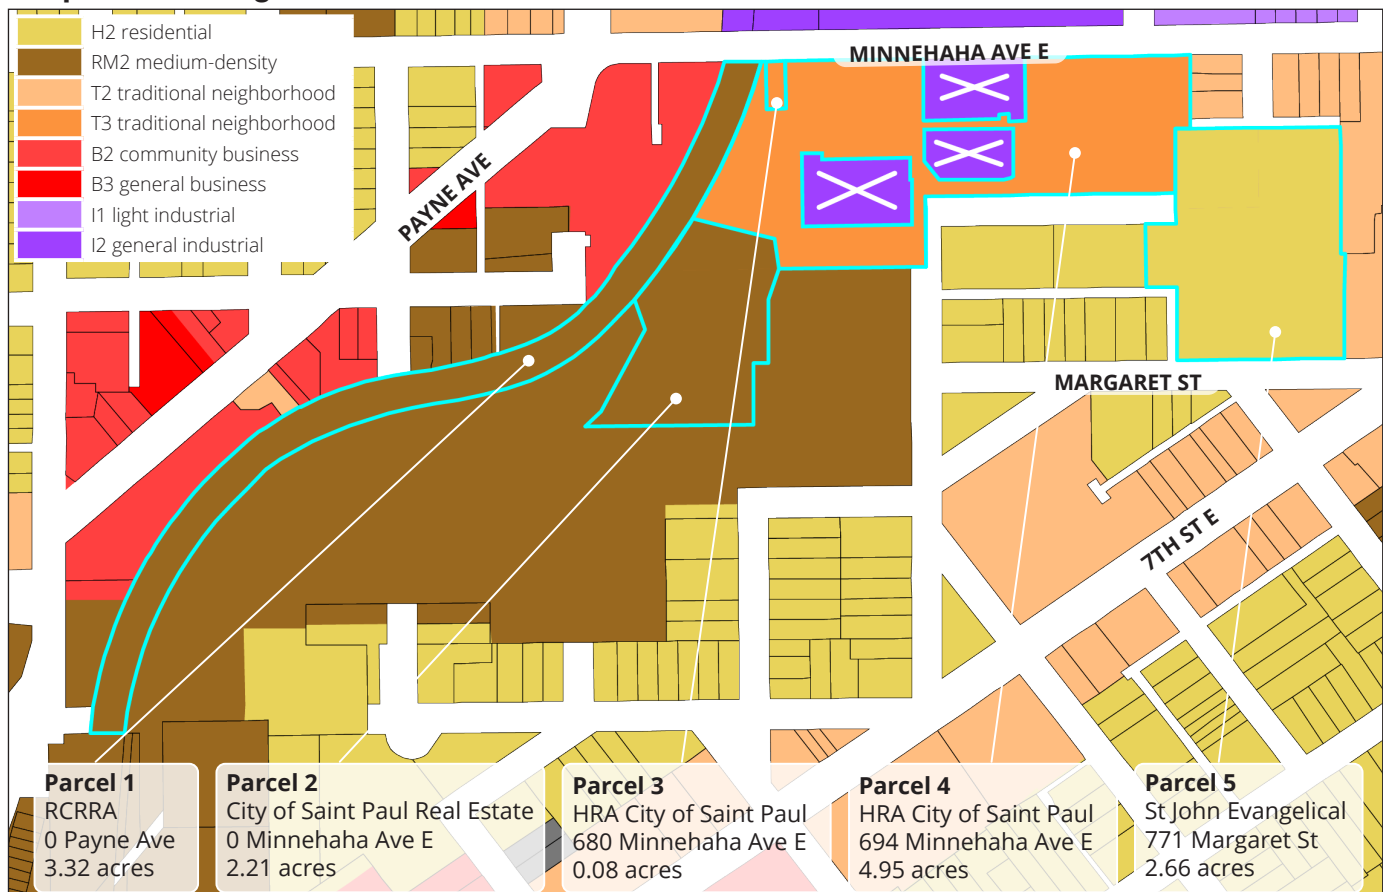 H2 residential
RM2 medium-density
T2 traditional neighborhood
T3 traditional neighborhood
B2 community business
B3 general business
I1 light industrial
I2 general industrial
MINNEHAHA AVE E
PAYNE AVE
MARGARET ST
7TH ST E
Parcel 1
RCRRA
0 Payne Ave
3.32 acres
Parcel 2
City of Saint Paul Real Estate
0 Minnehaha Ave E
2.21 acres
Parcel 3
HRA City of Saint Paul
680 Minnehaha Ave E
0.08 acres
Parcel 4
HRA City of Saint Paul
694 Minnehaha Ave E
4.95 acres
Parcel 5
St John Evangelical
771 Margaret St
2.66 acres